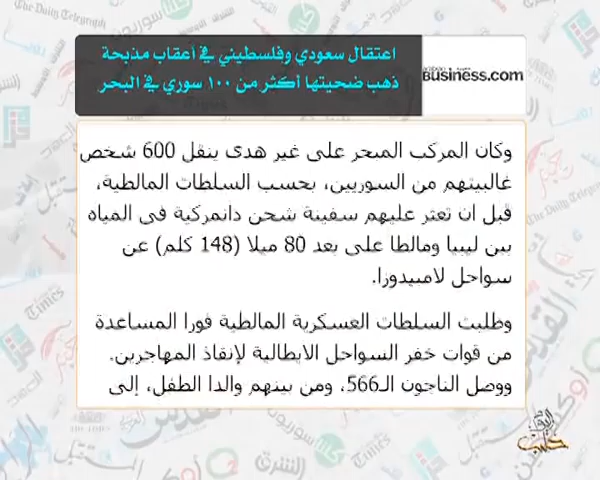 اعتقال سعودي وفلسطيني في أعقاب مذبحة
ذهب ضحيتها أكثر من ١٠٠ سوري في البحر
Business.com
وكان المركب المبحر على غير هدى ينقل 600 شخص
غالبيتهم من السوريين، بحسب السلطات المالطية،
قبل ان تعثر عليهم سفينة شحن دانمركية في المياه
بين ليبيا ومالطا على بعد 80 ميلا (148 كلم) عن
سواحل لامبيدوزا.
وطلبت السلطات العسكرية المالطية فورا المساعدة
من قوات خفر السواحل الايطالية لإنقاذ المهاجرين.
ووصل الناجون الـ566، ومن بينهم والدا الطفل، إلى